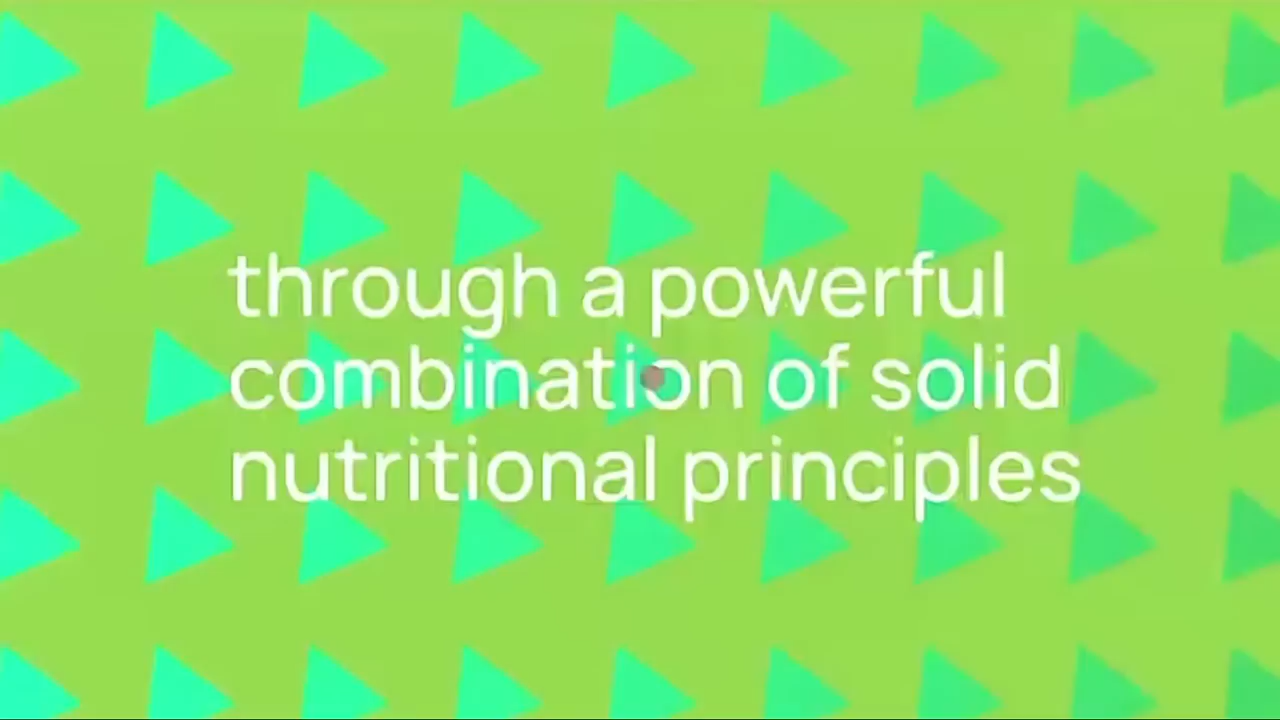 through a powerful
combination of solid
nutritional principles